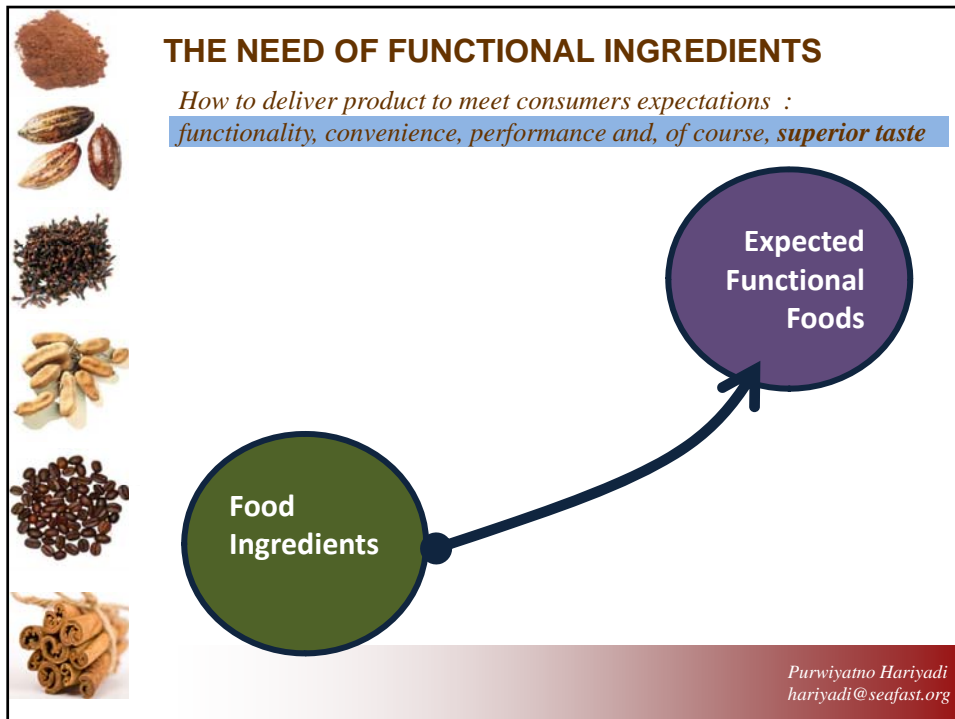 THE NEED OF FUNCTIONAL INGREDIENTS
How to deliver product to meet consumers expectations :
functionality, convenience, performance and, of course, superior taste
Expected
Functional
Foods
Food
Ingredients
Purwiyatno Hariyadi
hariyadi@seafast.org